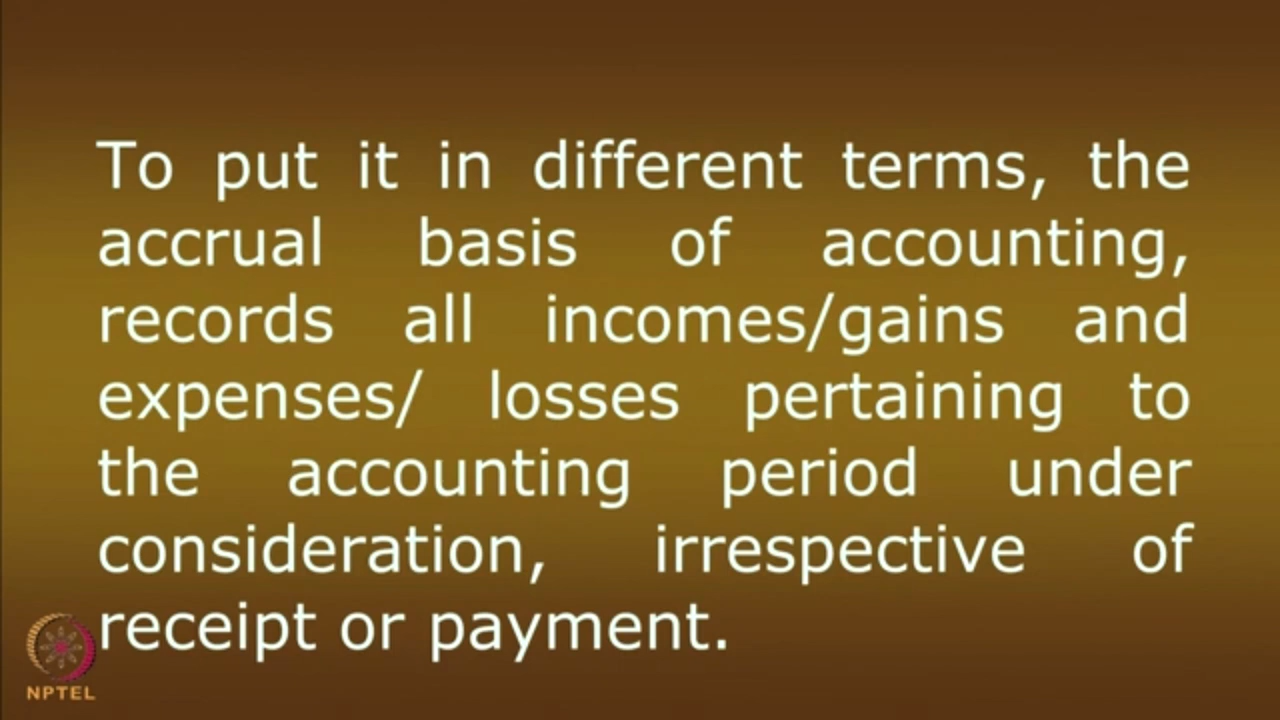 To put it in different terms, the
accrual basis of accounting,
records all incomes/gains and
expenses/ losses pertaining to
the accounting period under
consideration, irrespective of
receipt or payment.
NPTEL